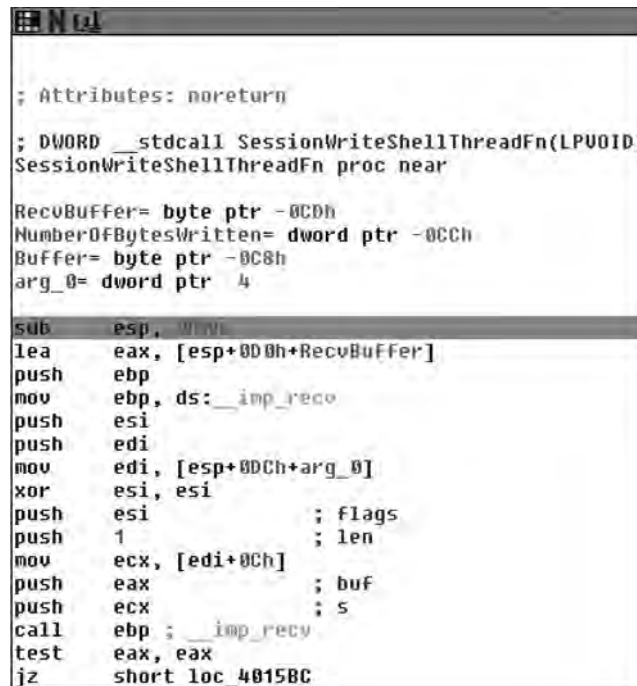 ; Attributes: noreturn
; DWORD __stdcall SessionWriteShellThreadFn(LPVOID
SessionWriteShellThreadFn proc near
RecvBuffer= byte ptr -0CDh
NumberOfBytesWritten= dword ptr -0CCh
Buffer= byte ptr -0C8h
arg_0= dword ptr  4
sub     esp,
lea     eax, [esp+0D0h+RecvBuffer]
push    ebp
mov     ebp, ds:__imp_recv
push    esi
push    edi
mov     edi, [esp+0DCh+arg_0]
xor     esi, esi
push    esi             ; flags
push    1               ; len
mov     ecx, [edi+0Ch]
push    eax             ; buf
push    ecx             ; s
call    ebp ; __imp_recv
test    eax, eax
jz      short loc_4015BC